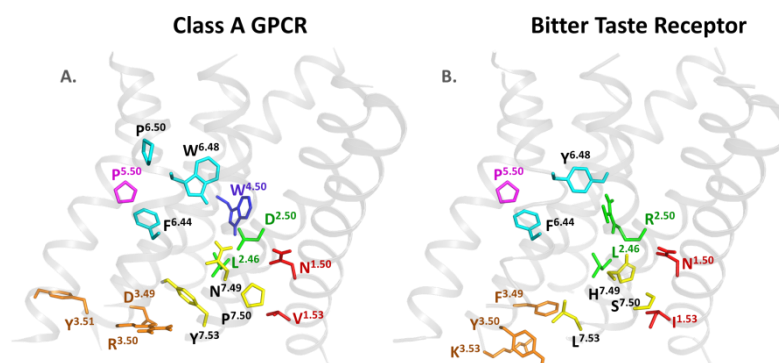 Class A GPCR
Bitter Taste Receptor
A.
P6.50
W6.48
P5.50
W4.50
F6.44
D2.50
L2.46
N1.50
N7.49
D3.49
P7.50
V1.53
Y3.51
R3.50
Y7.53
B.
Y6.48
P5.50
R2.50
F6.44
L2.46
N1.50
H7.49
S7.50
F3.49
I1.53
Y3.50
L7.53
K3.53